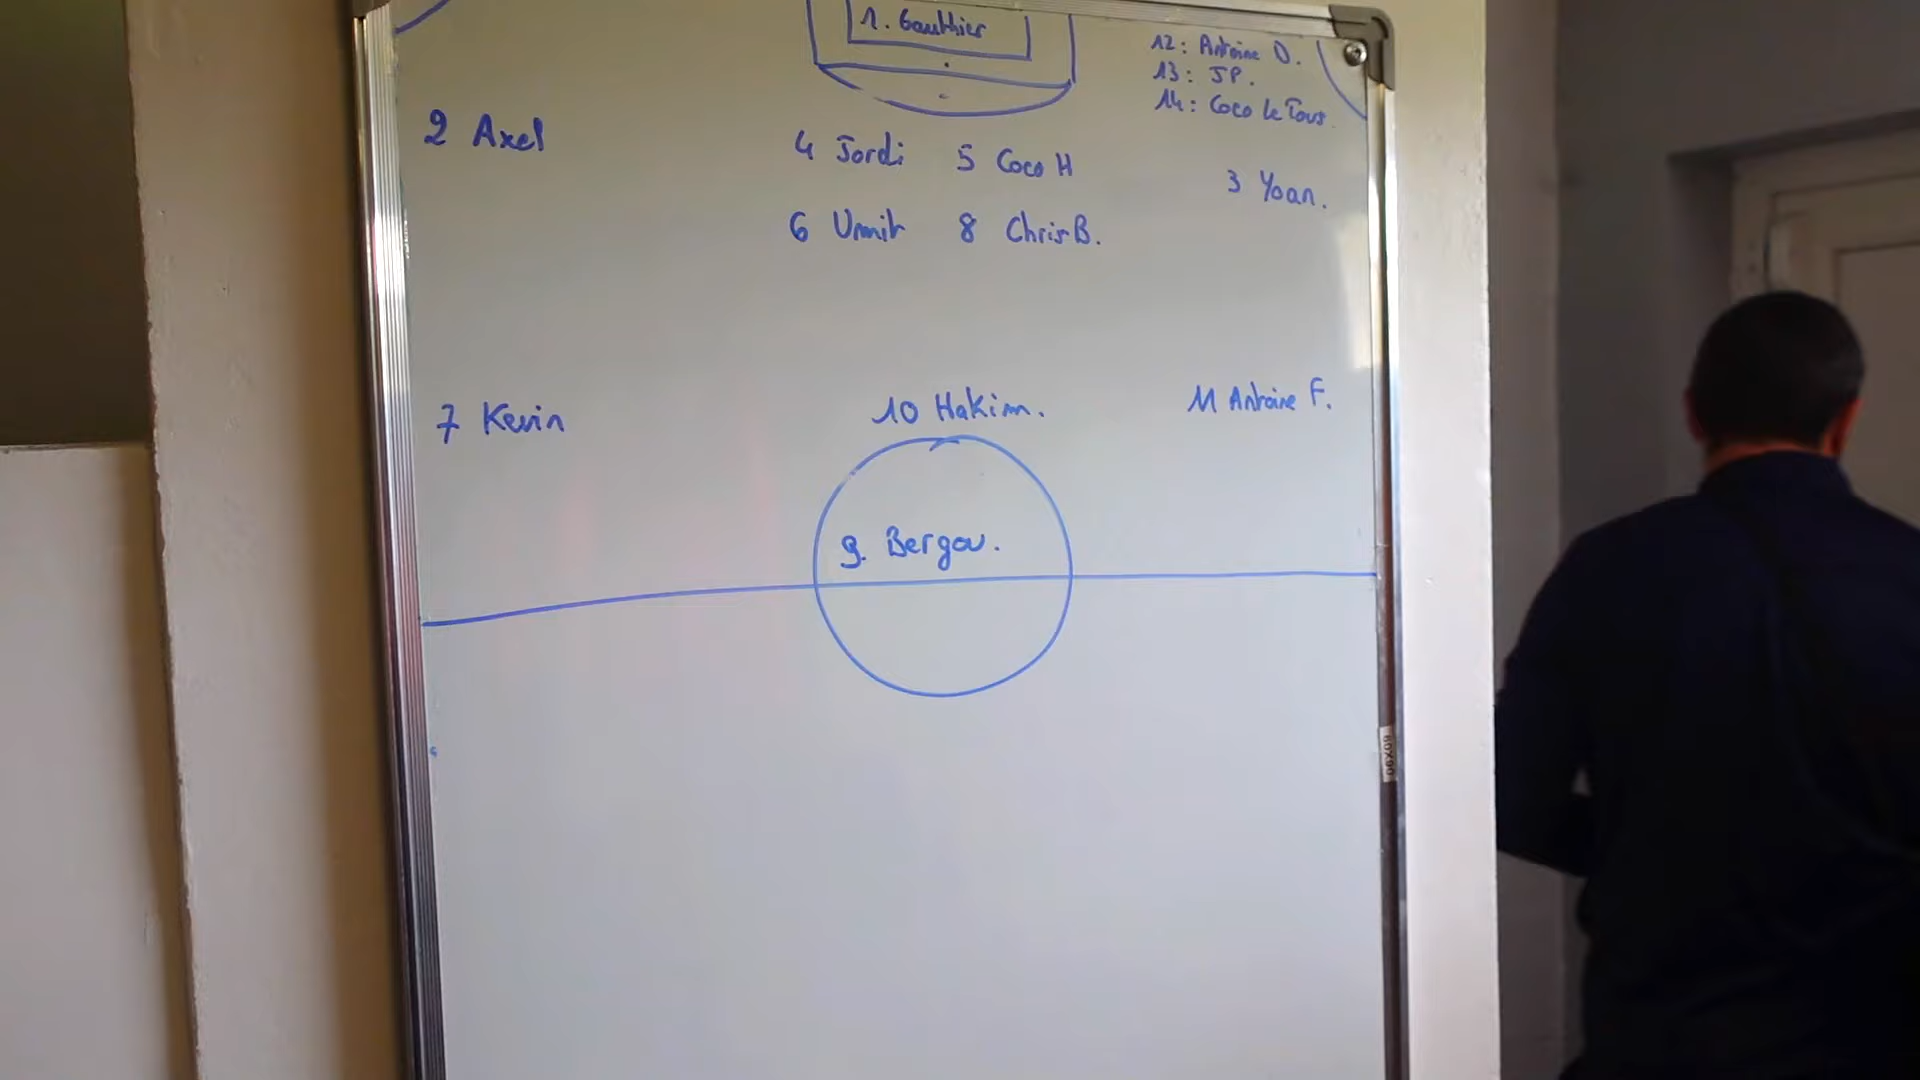 1. Gauthier
12: Antoine D.
13: JP.
14: Coco le Tous.
2 Axel
4 Jordi
5 Coco H
3 Yoan.
6 Umit
8 Chris B.
7 Kevin
10 Hakim.
11 Antoine F.
9. Bergou.